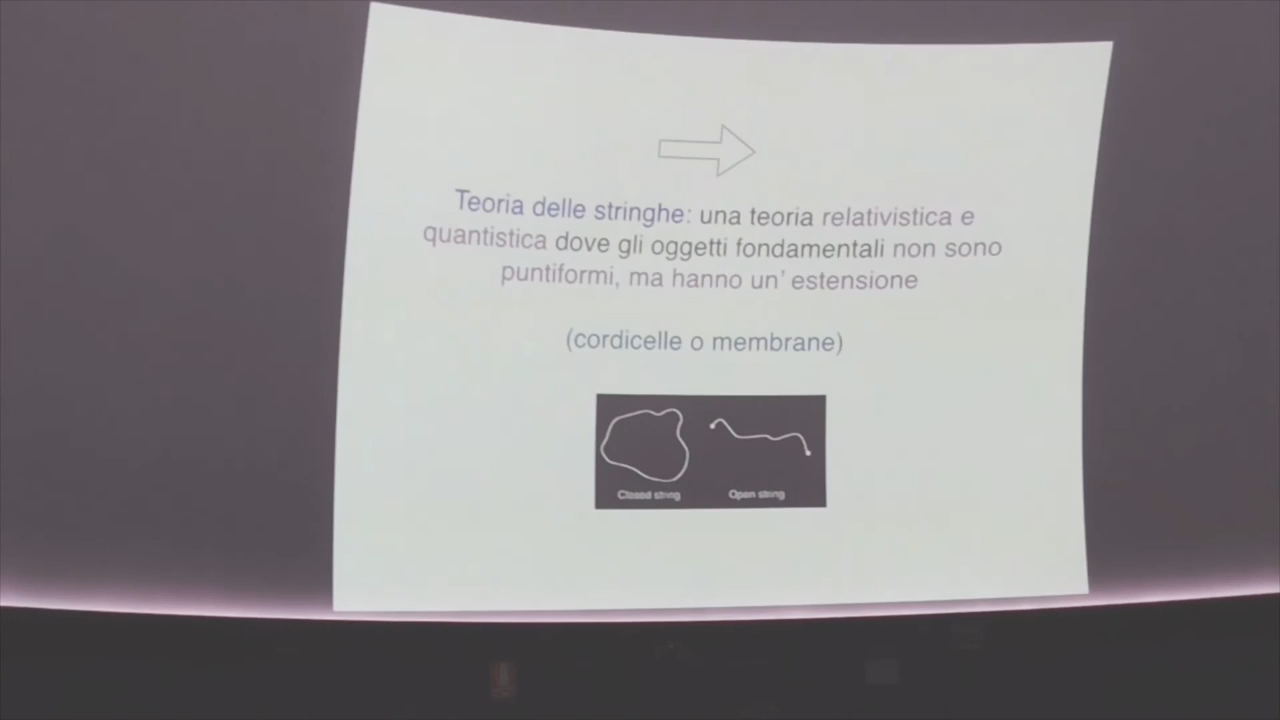 Teoria delle stringhe: una teoria relativistica e
quantistica dove gli oggetti fondamentali non sono
puntiformi, ma hanno un' estensione
(cordicelle o membrane)
Closed string
Open string